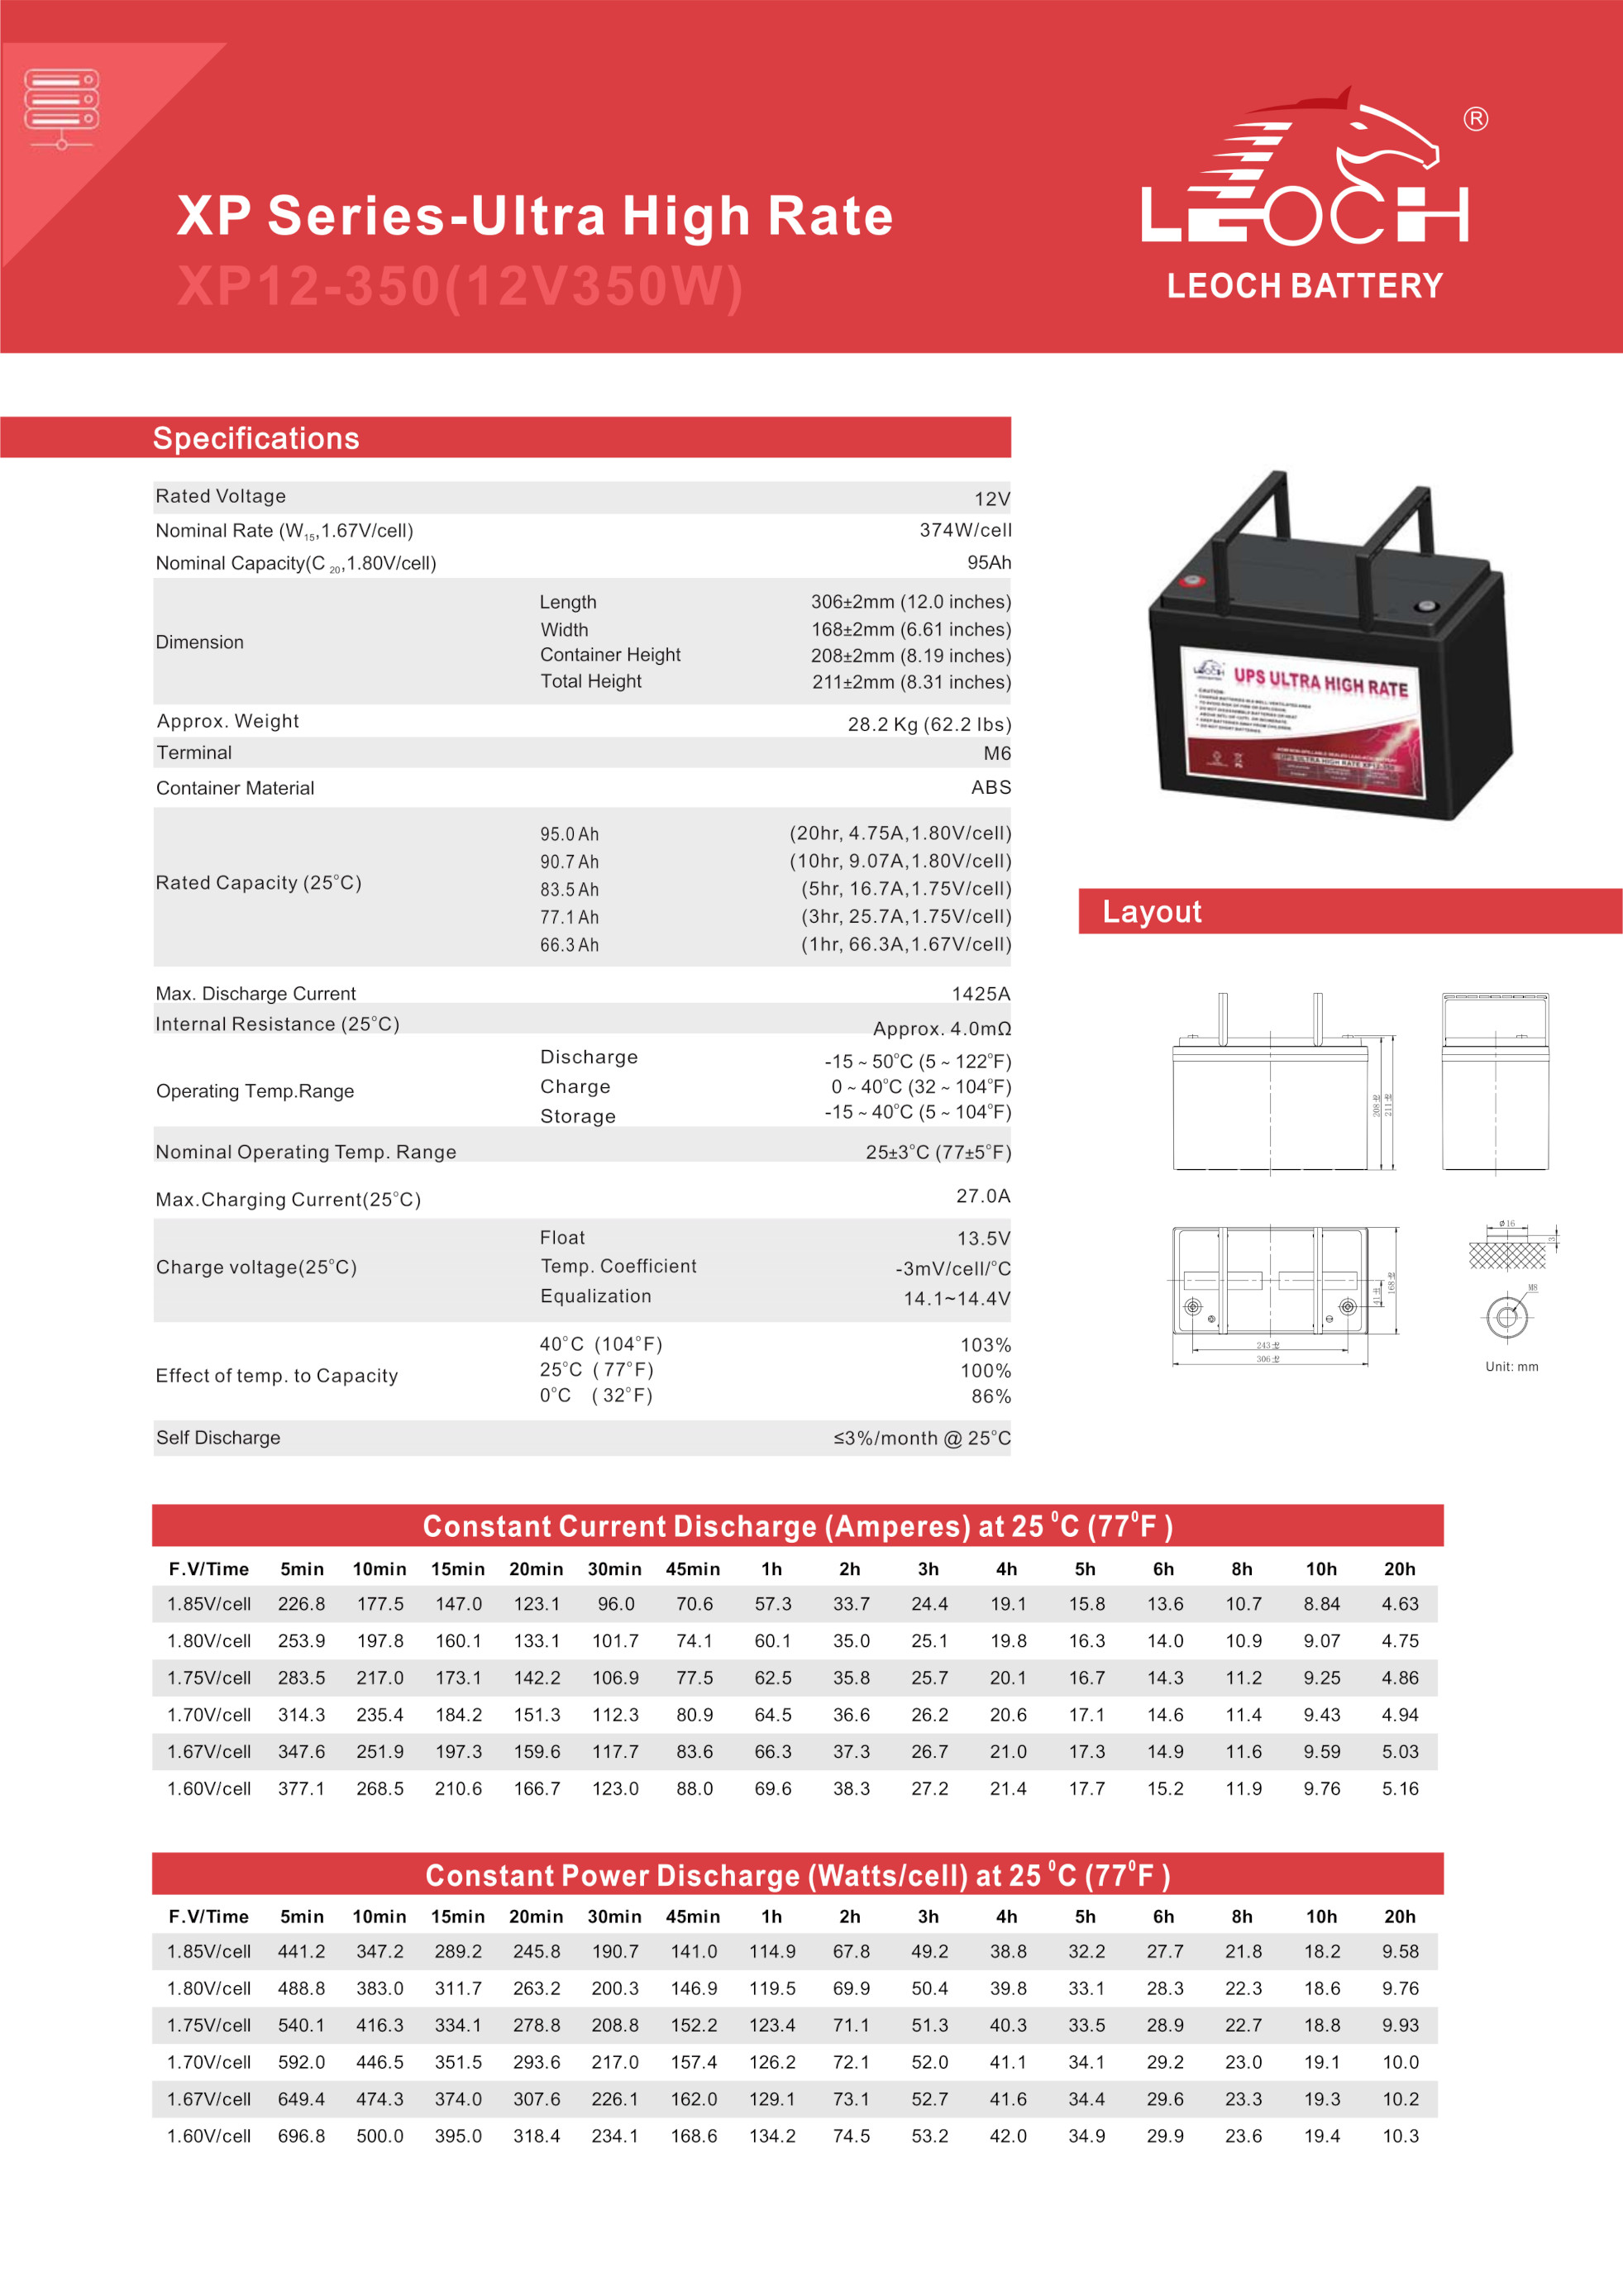 XP Series-Ultra High Rate
XP12-350(12V350W)
®
LEOCH
LEOCH BATTERY
Specifications
Rated Voltage 12V
Nominal Rate (W15,1.67V/cell) 374W/cell
Nominal Capacity(C 20,1.80V/cell) 95Ah
Dimension
Length 306±2mm (12.0 inches)
Width 168±2mm (6.61 inches)
Container Height 208±2mm (8.19 inches)
Total Height 211±2mm (8.31 inches)
Approx. Weight 28.2 Kg (62.2 lbs)
Terminal M6
Container Material ABS
Rated Capacity (25°C)
95.0 Ah (20hr, 4.75A,1.80V/cell)
90.7 Ah (10hr, 9.07A,1.80V/cell)
83.5 Ah (5hr, 16.7A,1.75V/cell)
77.1 Ah (3hr, 25.7A,1.75V/cell)
66.3 Ah (1hr, 66.3A,1.67V/cell)
Max. Discharge Current 1425A
Internal Resistance (25°C) Approx. 4.0mΩ
Operating Temp.Range
Discharge -15 ~ 50°C (5 ~ 122°F)
Charge 0 ~ 40°C (32 ~ 104°F)
Storage -15 ~ 40°C (5 ~ 104°F)
Nominal Operating Temp. Range 25±3°C (77±5°F)
Max.Charging Current(25°C) 27.0A
Charge voltage(25°C)
Float 13.5V
Temp. Coefficient -3mV/cell/°C
Equalization 14.1~14.4V
Effect of temp. to Capacity
40°C (104°F) 103%
25°C ( 77°F) 100%
0°C ( 32°F) 86%
Self Discharge ≤3%/month @ 25°C
LEOCH
UPS ULTRA HIGH RATE
CAUTION:
UPS ULTRA HIGH RATE XP12-350
Layout
208±2
211±2
168±2
41±2
243±2
306±2
Ø16
3
M8
Unit: mm
Constant Current Discharge (Amperes) at 25 ⁰C (77⁰F )
F.V/Time 5min 10min 15min 20min 30min 45min 1h 2h 3h 4h 5h 6h 8h 10h 20h
1.85V/cell 226.8 177.5 147.0 123.1 96.0 70.6 57.3 33.7 24.4 19.1 15.8 13.6 10.7 8.84 4.63
1.80V/cell 253.9 197.8 160.1 133.1 101.7 74.1 60.1 35.0 25.1 19.8 16.3 14.0 10.9 9.07 4.75
1.75V/cell 283.5 217.0 173.1 142.2 106.9 77.5 62.5 35.8 25.7 20.1 16.7 14.3 11.2 9.25 4.86
1.70V/cell 314.3 235.4 184.2 151.3 112.3 80.9 64.5 36.6 26.2 20.6 17.1 14.6 11.4 9.43 4.94
1.67V/cell 347.6 251.9 197.3 159.6 117.7 83.6 66.3 37.3 26.7 21.0 17.3 14.9 11.6 9.59 5.03
1.60V/cell 377.1 268.5 210.6 166.7 123.0 88.0 69.6 38.3 27.2 21.4 17.7 15.2 11.9 9.76 5.16
Constant Power Discharge (Watts/cell) at 25 ⁰C (77⁰F )
F.V/Time 5min 10min 15min 20min 30min 45min 1h 2h 3h 4h 5h 6h 8h 10h 20h
1.85V/cell 441.2 347.2 289.2 245.8 190.7 141.0 114.9 67.8 49.2 38.8 32.2 27.7 21.8 18.2 9.58
1.80V/cell 488.8 383.0 311.7 263.2 200.3 146.9 119.5 69.9 50.4 39.8 33.1 28.3 22.3 18.6 9.76
1.75V/cell 540.1 416.3 334.1 278.8 208.8 152.2 123.4 71.1 51.3 40.3 33.5 28.9 22.7 18.8 9.93
1.70V/cell 592.0 446.5 351.5 293.6 217.0 157.4 126.2 72.1 52.0 41.1 34.1 29.2 23.0 19.1 10.0
1.67V/cell 649.4 474.3 374.0 307.6 226.1 162.0 129.1 73.1 52.7 41.6 34.4 29.6 23.3 19.3 10.2
1.60V/cell 696.8 500.0 395.0 318.4 234.1 168.6 134.2 74.5 53.2 42.0 34.9 29.9 23.6 19.4 10.3